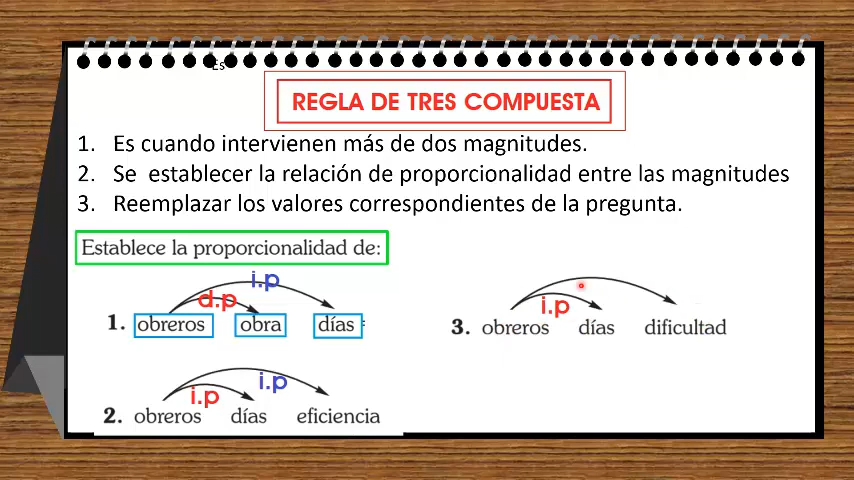 Es
REGLA DE TRES COMPUESTA
1. Es cuando intervienen más de dos magnitudes.
2. Se establecer la relación de proporcionalidad entre las magnitudes
3. Reemplazar los valores correspondientes de la pregunta.
Establece la proporcionalidad de:
i.p
d.p
1. obreros obra días
i.p
3. obreros días dificultad
i.p
i.p
2. obreros días eficiencia